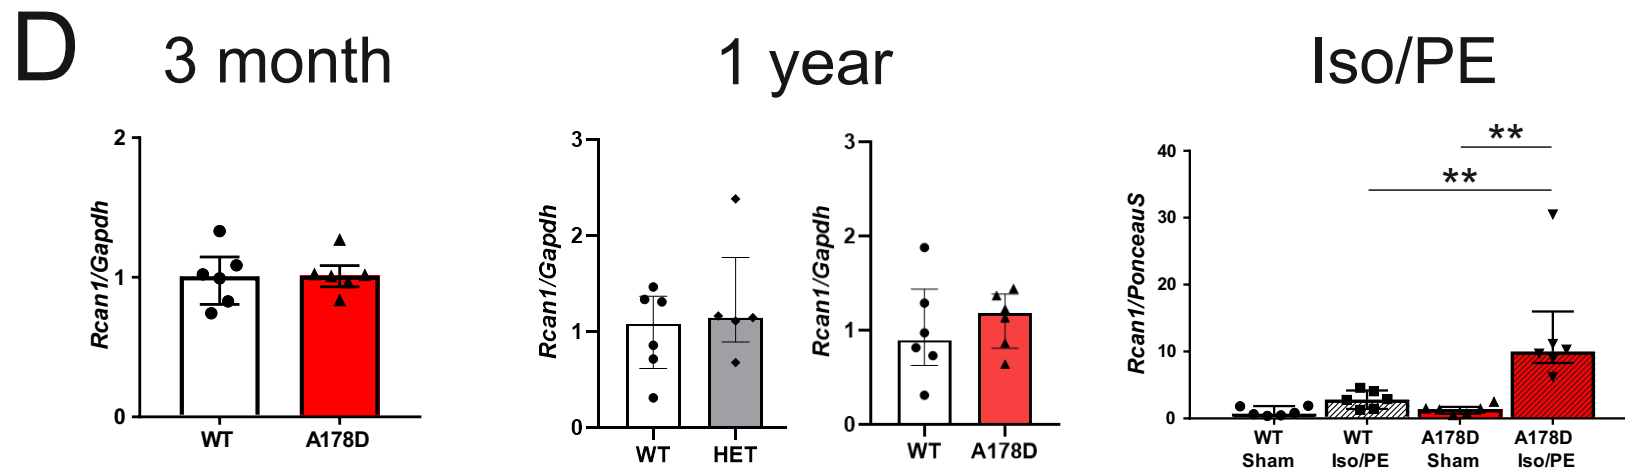 D
3 month
1 year
Iso/PE
Rcan1/Gapdh
2
1
0
WT
A178D
Rcan1/Gapdh
3
2
1
0
WT
HET
Rcan1/Gapdh
3
2
1
0
WT
A178D
Rcan1/PonceauS
40
30
20
10
0
**
**
WT
Sham
WT
Iso/PE
A178D
Sham
A178D
Iso/PE